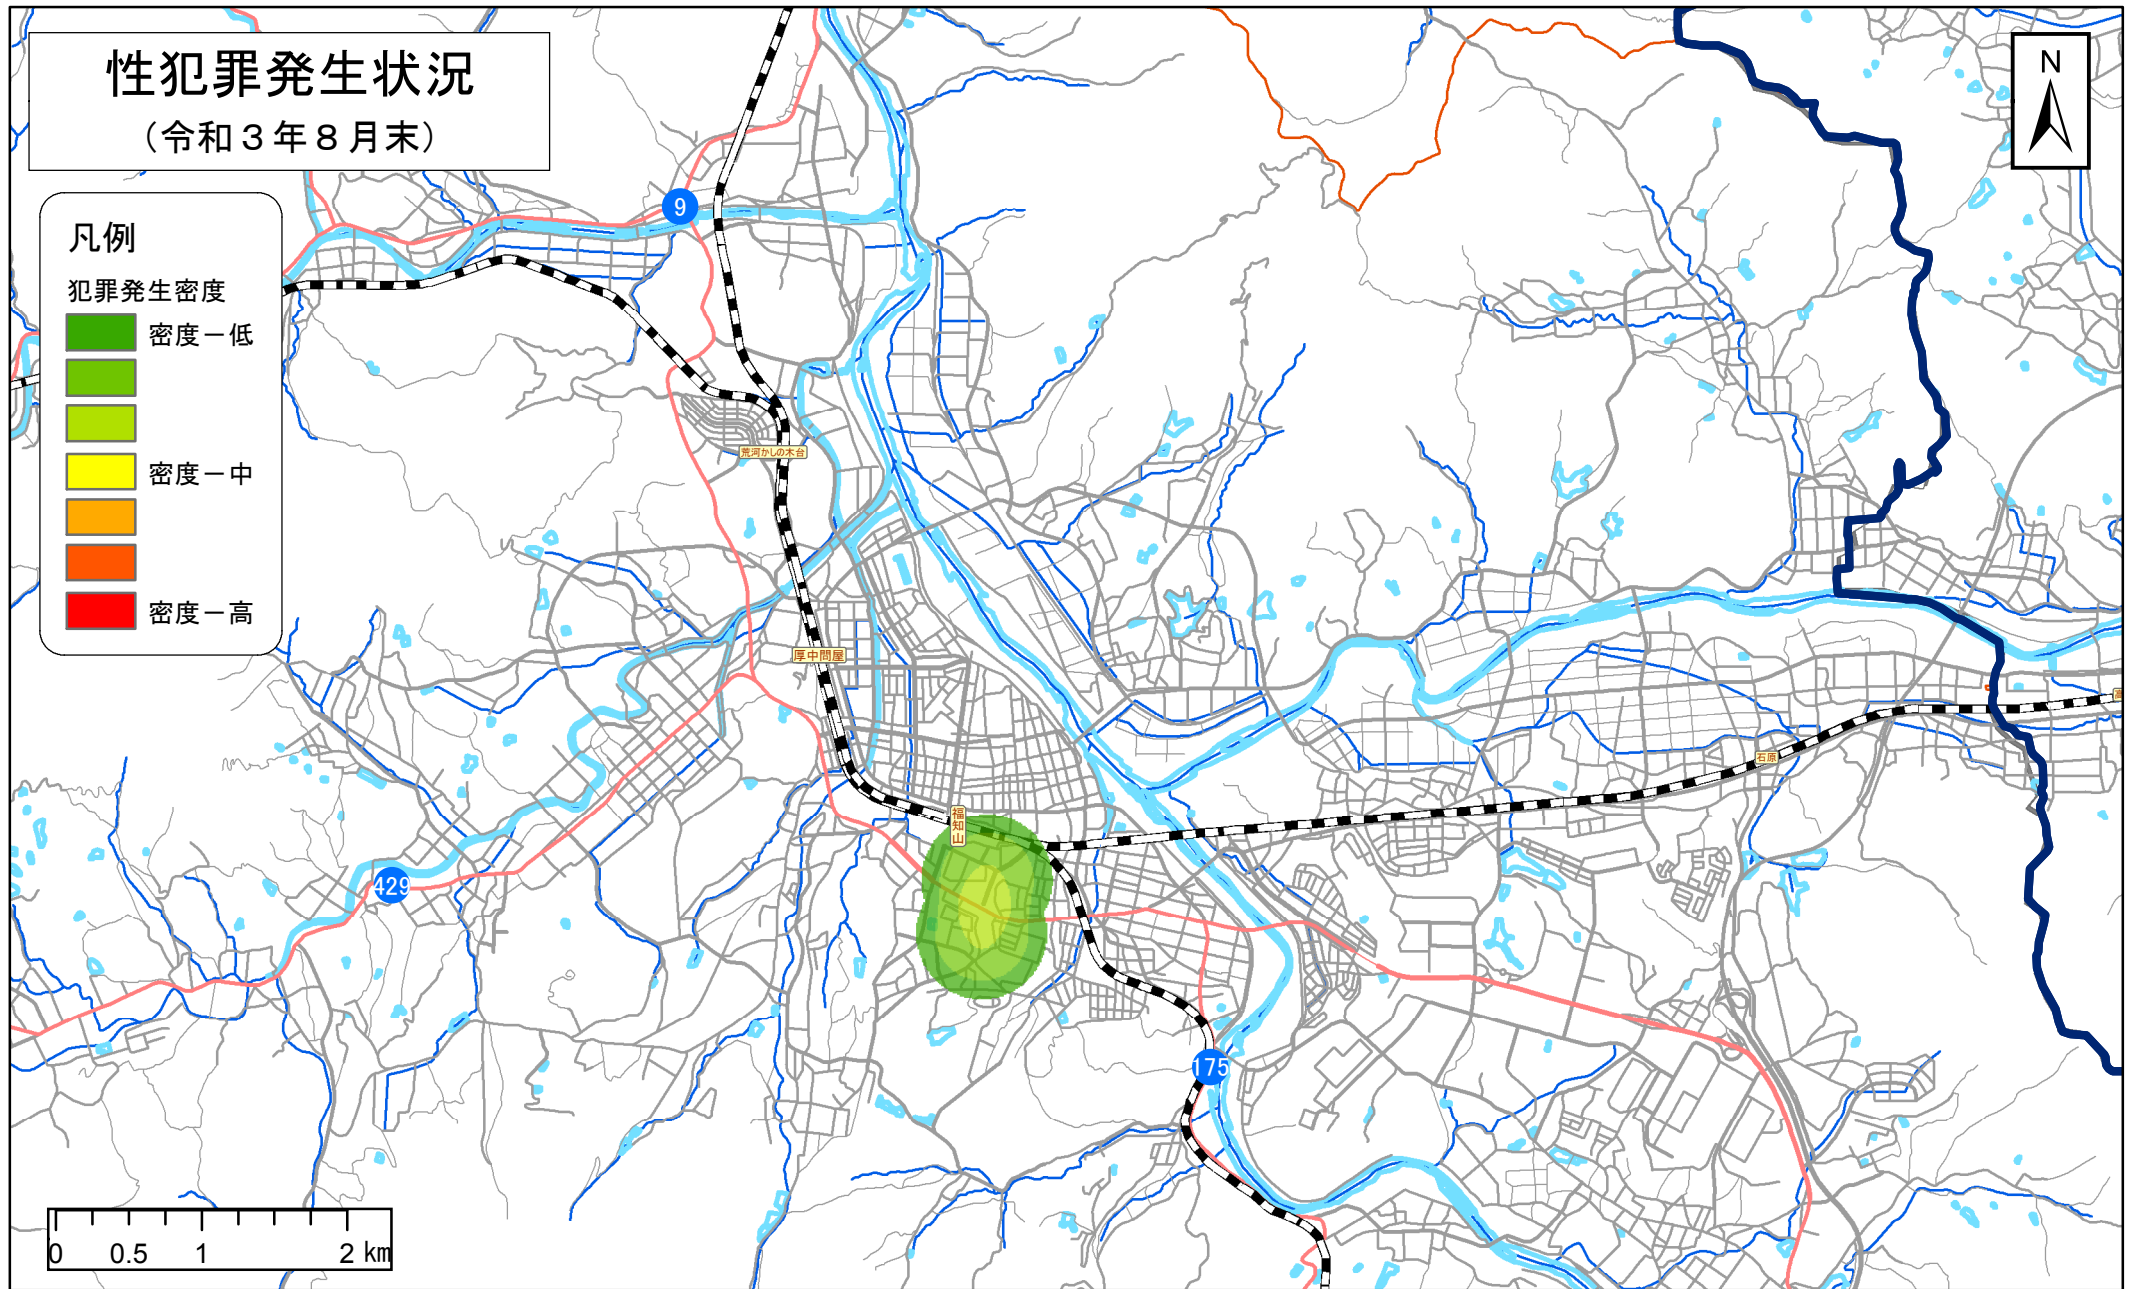 性犯罪発生状況
（令和３年８月末）
N
凡例
犯罪発生密度
密度－低
密度－中
密度－高
9
荒河かしの木台
厚中問屋
福知山
石原
高
429
175
0 0.5 1 2 km